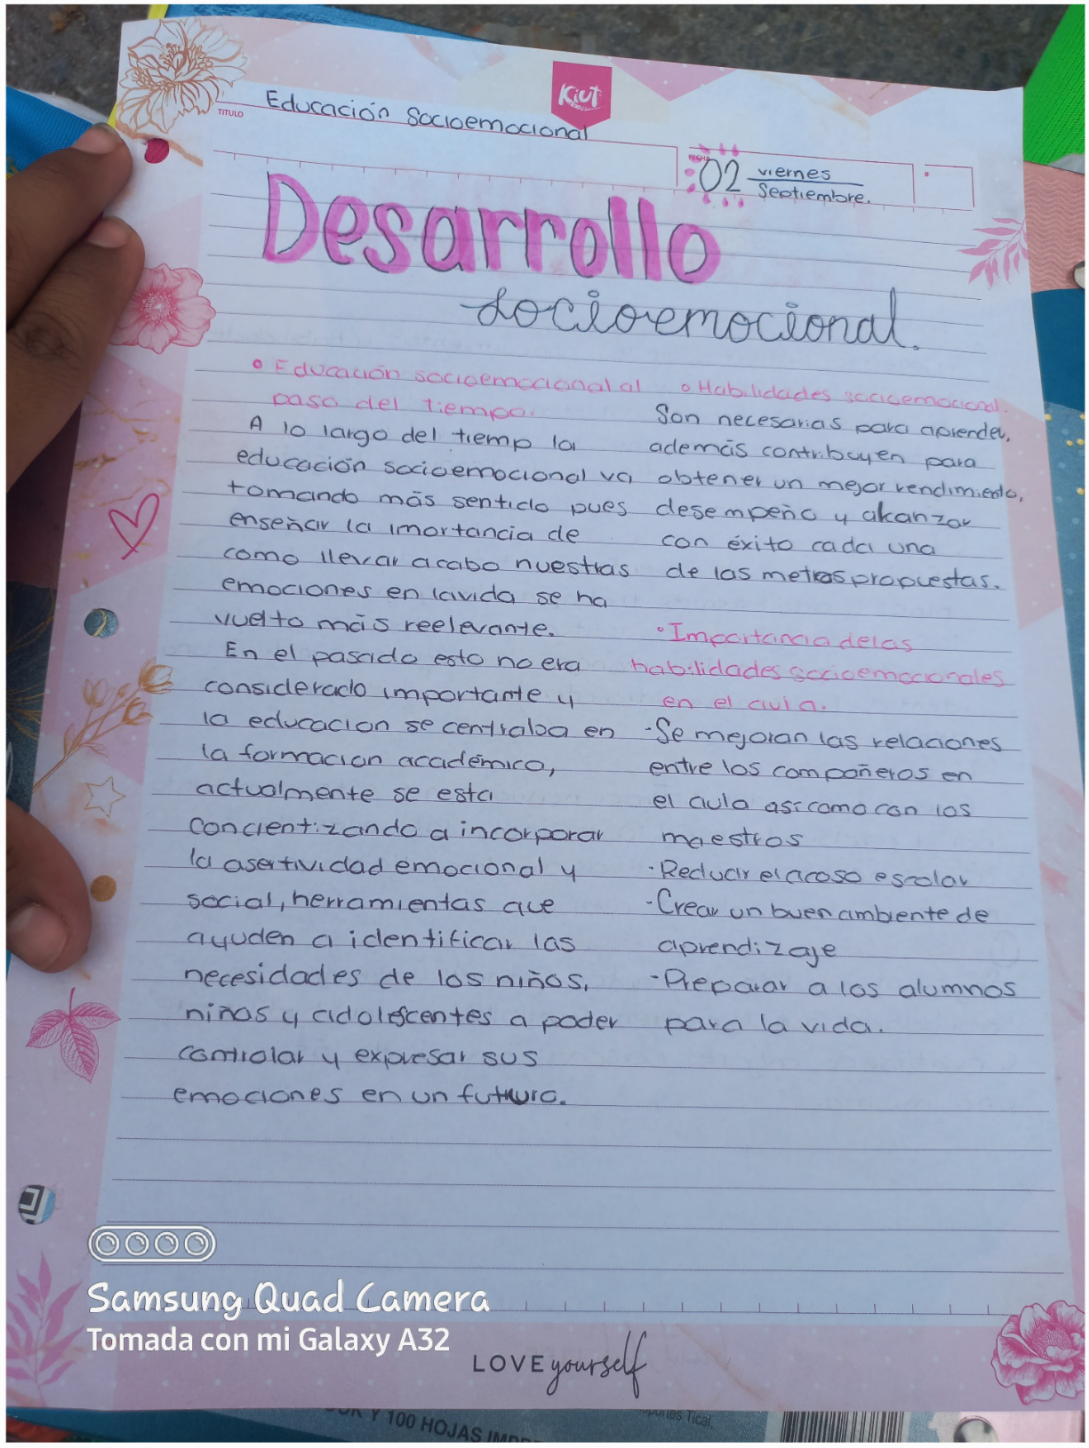 Kiut
TITULO
Educación Socioemocional
02 viernes
Septiembre.
Desarrollo
socioemocional.
• Educación socioemocional al
paso del tiempo.
A lo largo del tiemp la
educación socioemocional va
tomando más sentido pues
enseñar la imortancia de
como llevar acabo nuestras
emociones en la vida se ha
vuelto más reelevante.
En el pasado esto no era
considerado importante y
la educacion se centraba en
la formacion académica,
actualmente se esta
concientizando a incorporar
la asertividad emocional y
social, herramientas que
ayuden a identificar las
necesidades de los niños,
niñas y adolescentes a poder
controlar y expresar sus
emociones en un futuro.
• Habilidades socioemocional.
Son necesarias para aprender,
además contribuyen para
obtener un mejor rendimiento,
desempeño y alcanzar
con éxito cada una
de las metas propuestas.
• Importancia de las
habilidades socioemocionales
en el aula.
- Se mejoran las relaciones
entre los compañeros en
el aula asi como con los
maestros
- Reducir el acoso escolar
- Crear un buen ambiente de
aprendizaje
- Preparar a los alumnos
para la vida.
Samsung Quad Camera
Tomada con mi Galaxy A32
LOVE yourself
Y 100 HOJAS
Tical.